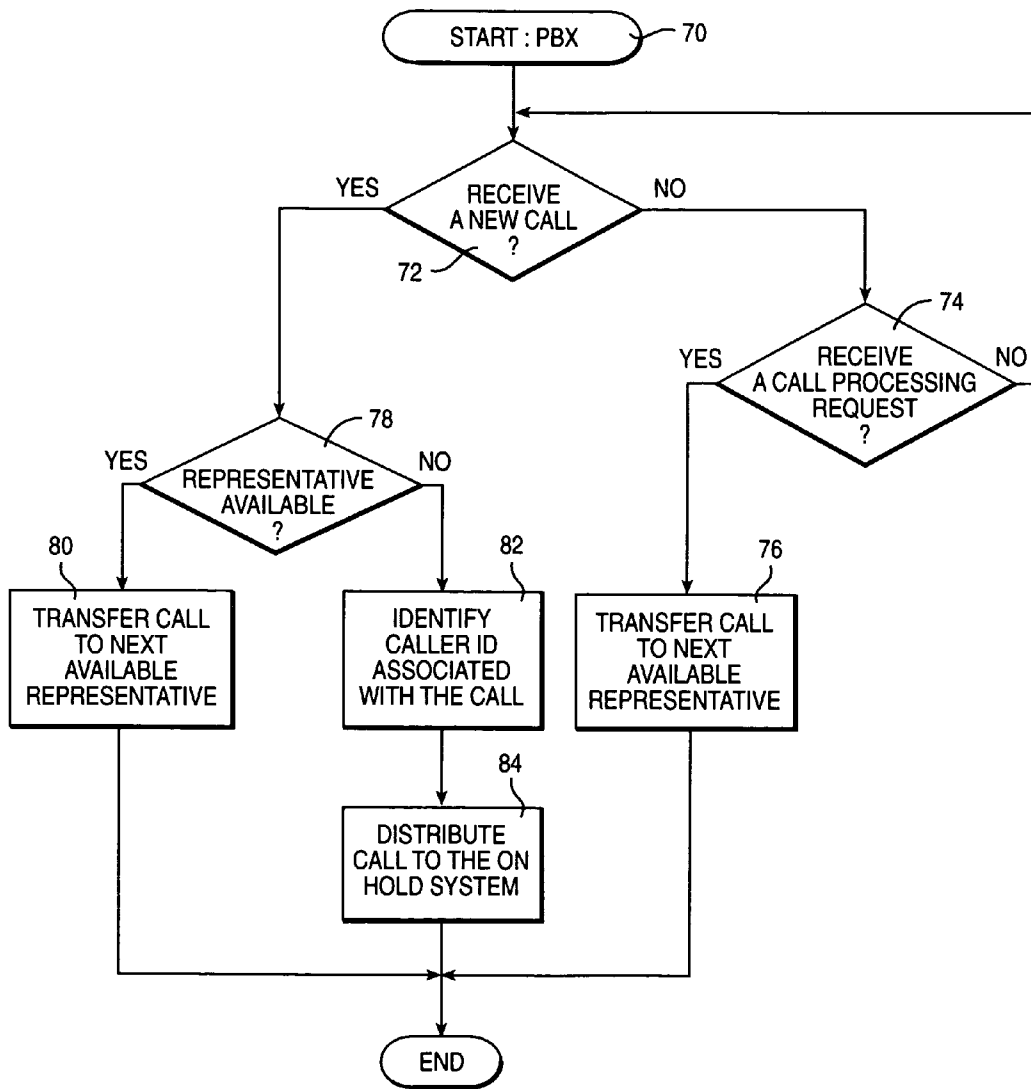 START : PBX
70
YES
RECEIVE
A NEW CALL
?
NO
72
74
YES
RECEIVE
A CALL PROCESSING
REQUEST
?
NO
78
YES
REPRESENTATIVE
AVAILABLE
?
NO
80
TRANSFER CALL
TO NEXT
AVAILABLE
REPRESENTATIVE
82
IDENTIFY
CALLER ID
ASSOCIATED
WITH THE CALL
76
TRANSFER CALL
TO NEXT
AVAILABLE
REPRESENTATIVE
84
DISTRIBUTE
CALL TO THE ON
HOLD SYSTEM
END